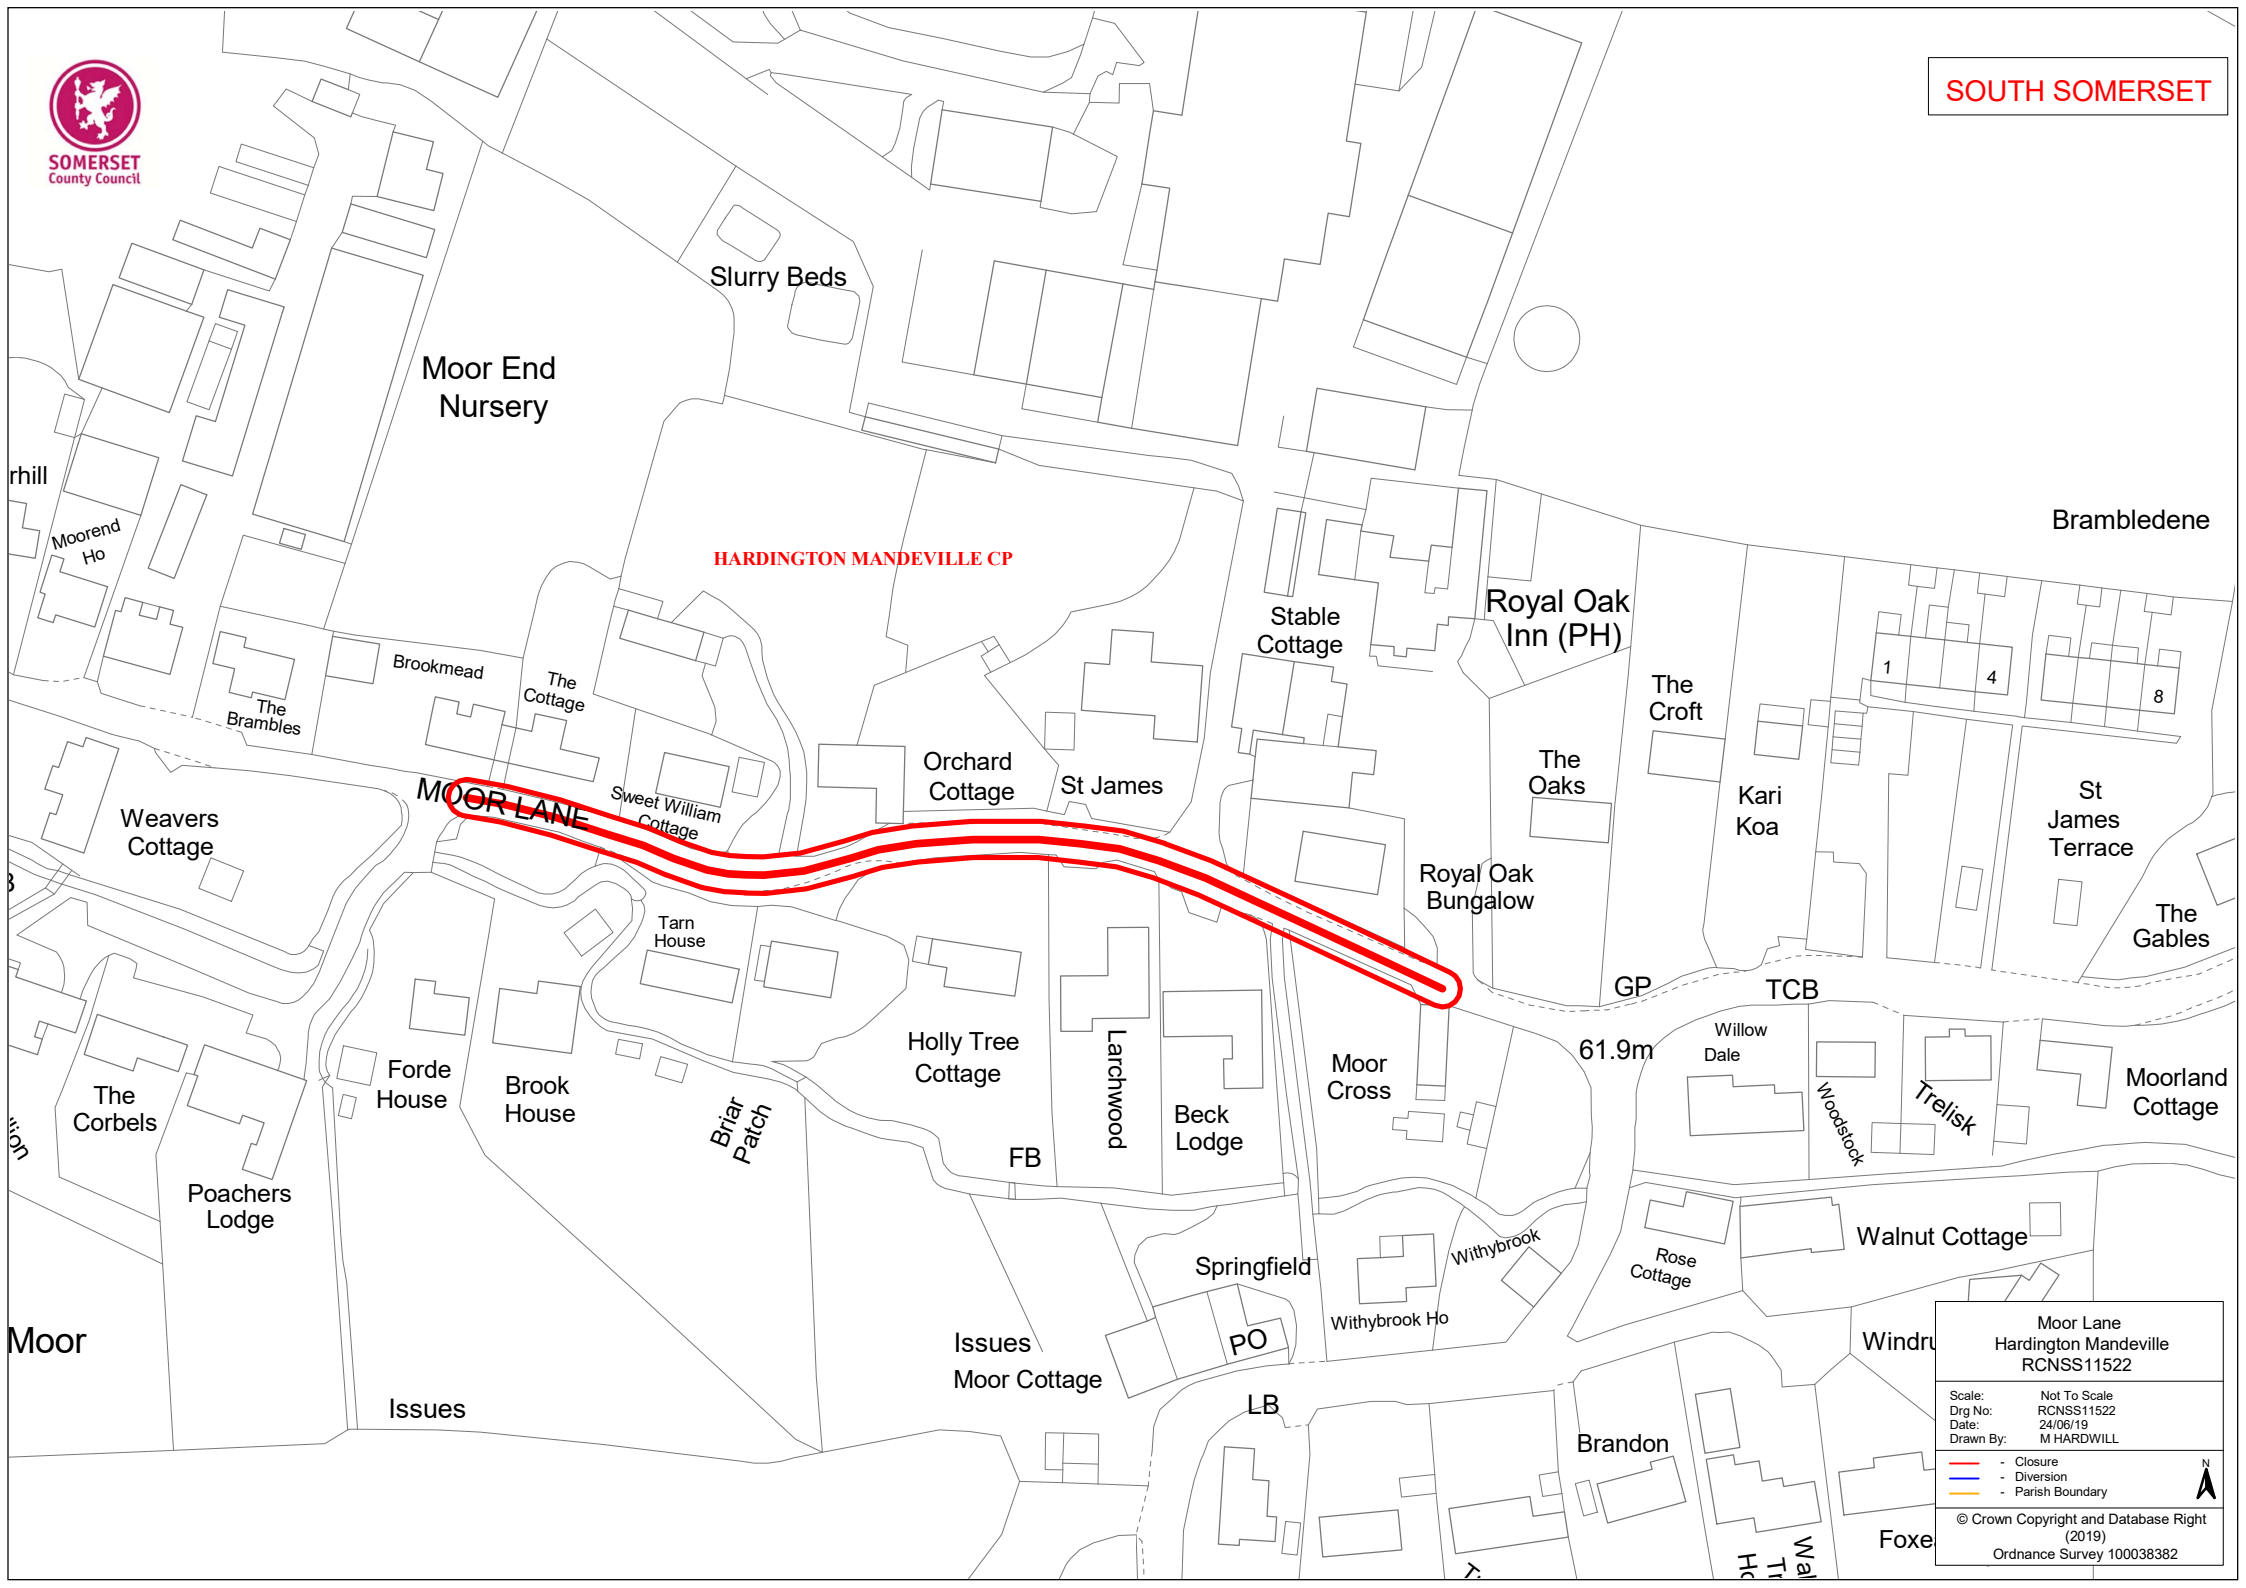 SOMERSET
County Council
SOUTH SOMERSET
Slurry Beds
Moor End
Nursery
rhill
Moorend
Ho
HARDINGTON MANDEVILLE CP
Brambledene
Royal Oak
Inn (PH)
Stable
Cottage
Brookmead
The
Cottage
The
Brambles
1
4
8
The
Croft
The
Oaks
Kari
Koa
St
James
Terrace
Orchard
Cottage
St James
MOOR LANE
Sweet William
Cottage
Weavers
Cottage
Royal Oak
Bungalow
The
Gables
Tarn
House
GP
TCB
Willow
Dale
61.9m
Holly Tree
Cottage
Larchwood
Moor
Cross
Forde
House
Brook
House
Briar
Patch
Beck
Lodge
Woodstock
Trelisk
Moorland
Cottage
The
Corbels
FB
Poachers
Lodge
Springfield
Withybrook
Withybrook Ho
Rose
Cottage
Walnut Cottage
Moor
Issues
Moor Cottage
PO
Issues
LB
Brandon
Windru
Foxe
Wal
Tr
Ho
Moor Lane
Hardington Mandeville
RCNSS11522
Scale: Not To Scale
Drg No: RCNSS11522
Date: 24/06/19
Drawn By: M HARDWILL
- Closure
- Diversion
- Parish Boundary
N
© Crown Copyright and Database Right
(2019)
Ordnance Survey 100038382